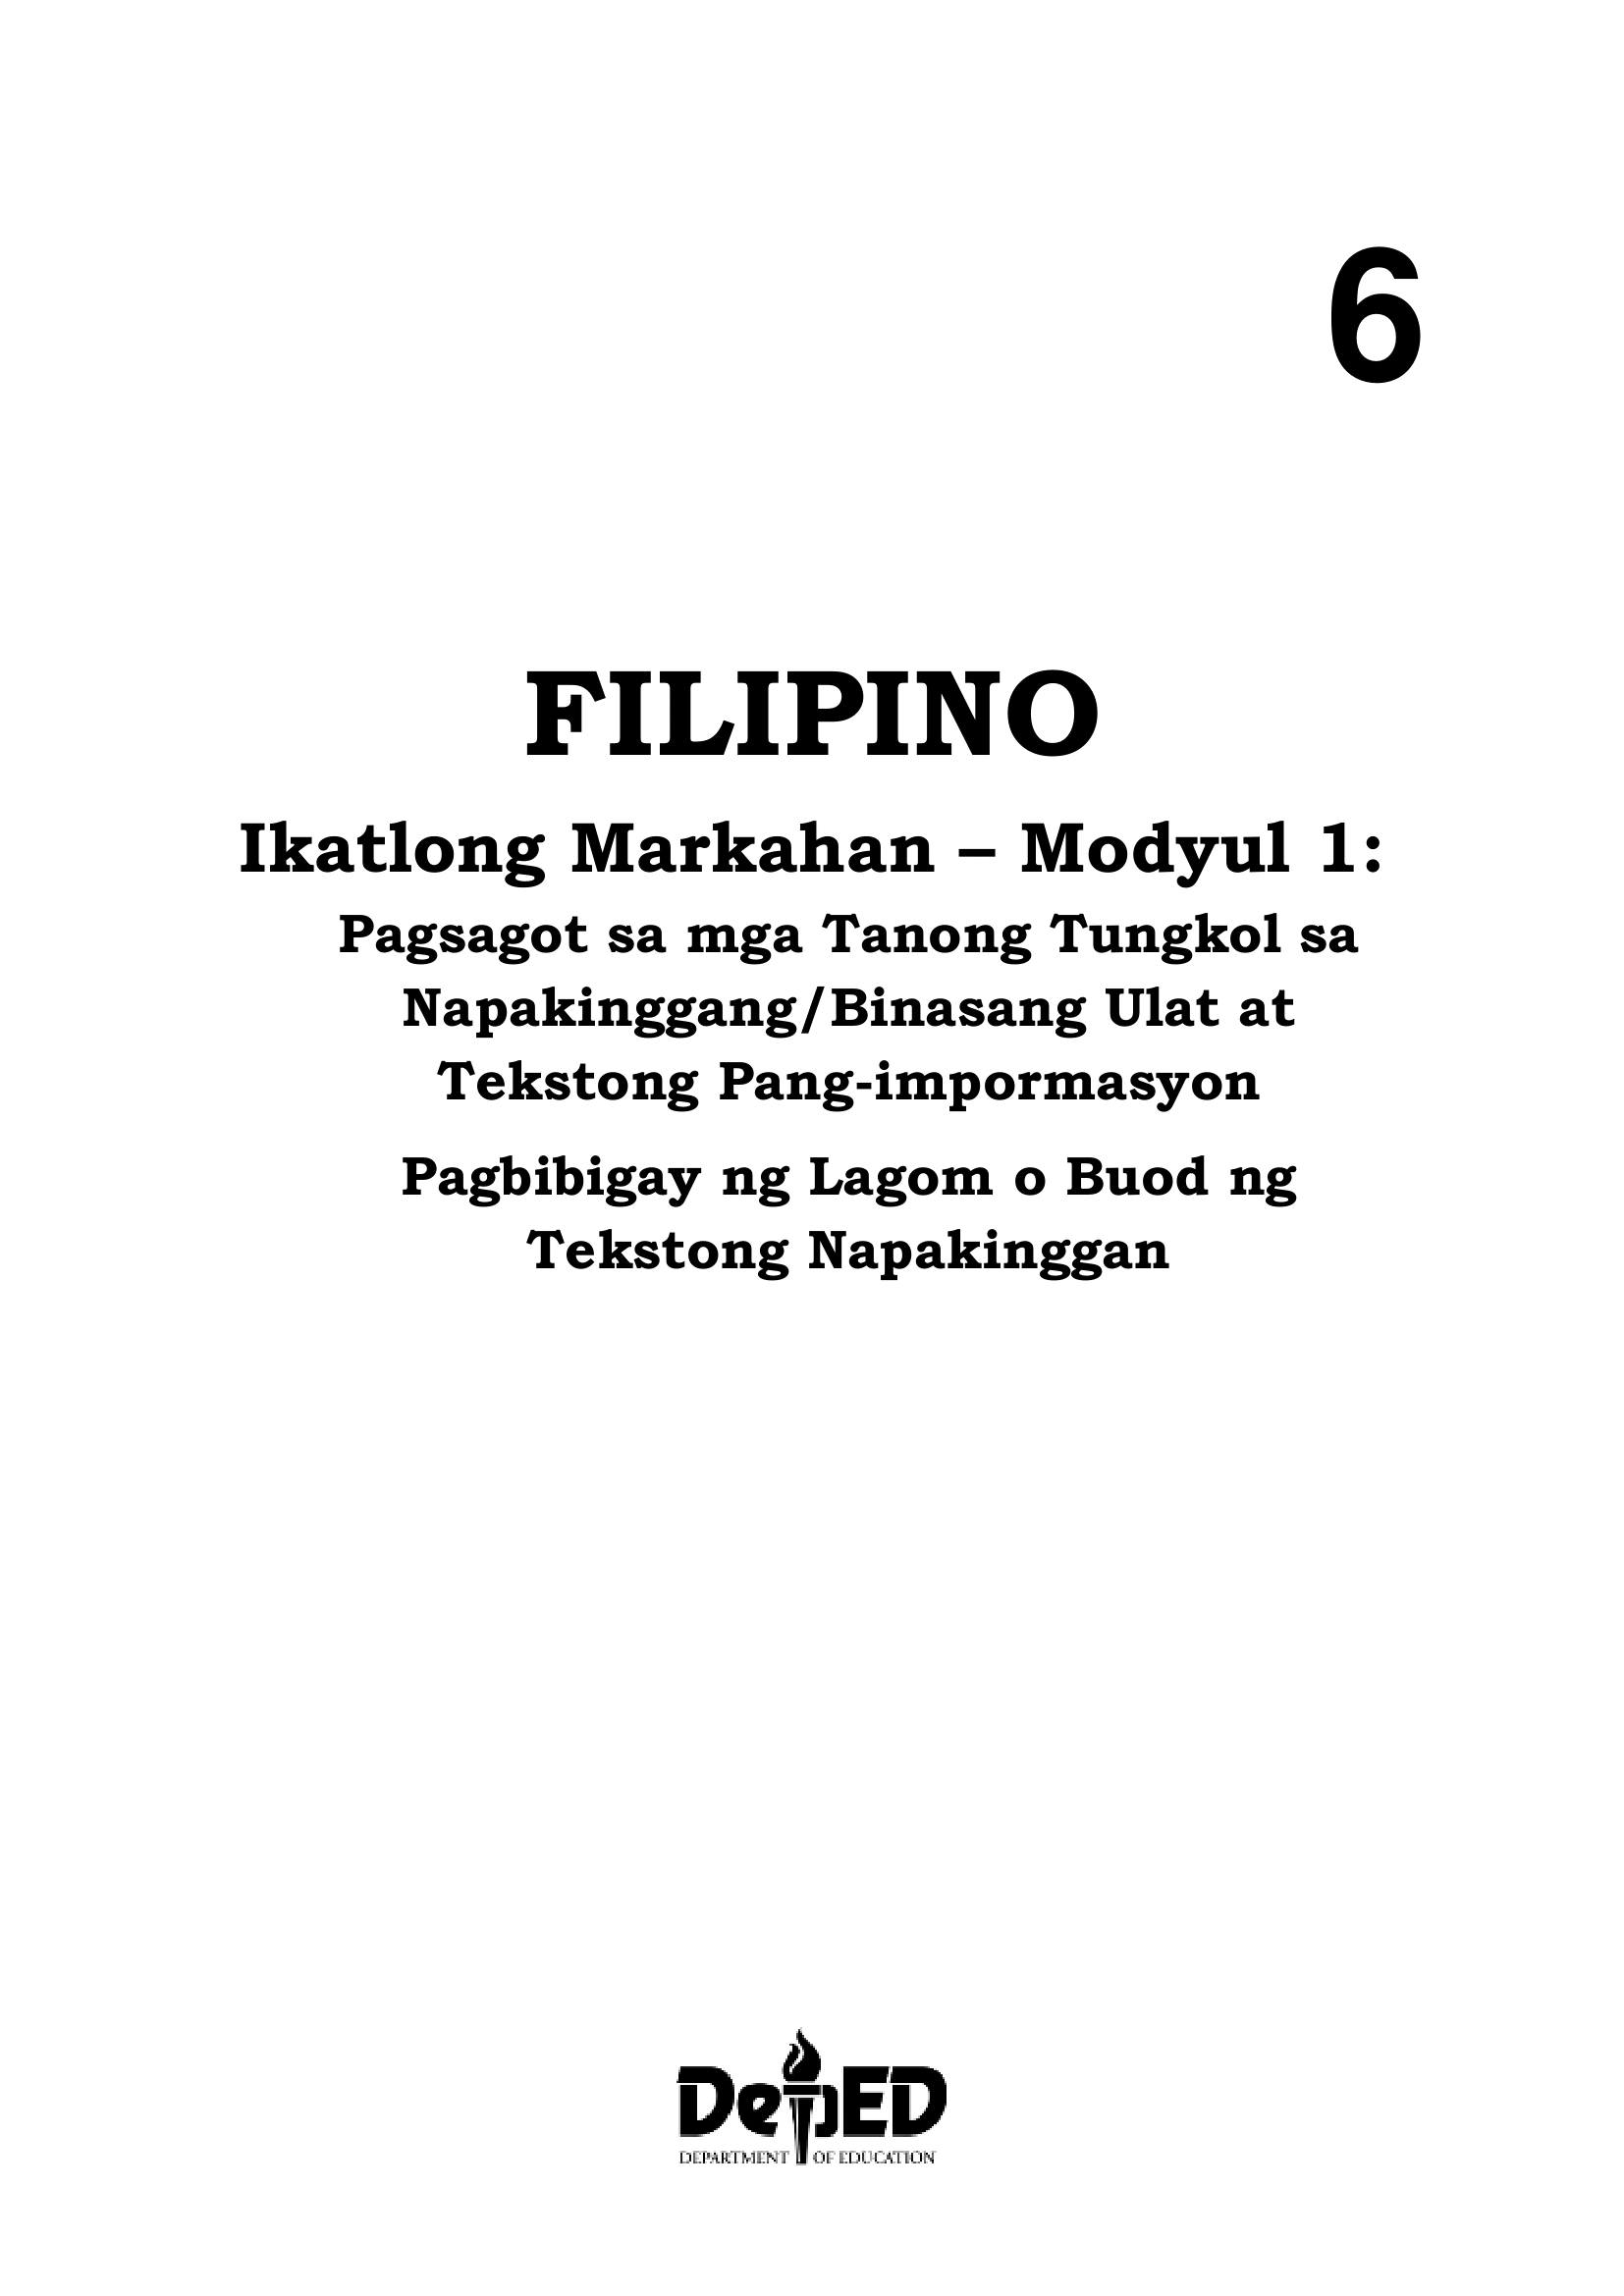 6
FILIPINO
Ikatlong Markahan – Modyul 1:
Pagsagot sa mga Tanong Tungkol sa
Napakinggang/Binasang Ulat at
Tekstong Pang-impormasyon
Pagbibigay ng Lagom o Buod ng
Tekstong Napakinggan
DepED
DEPARTMENT OF EDUCATION